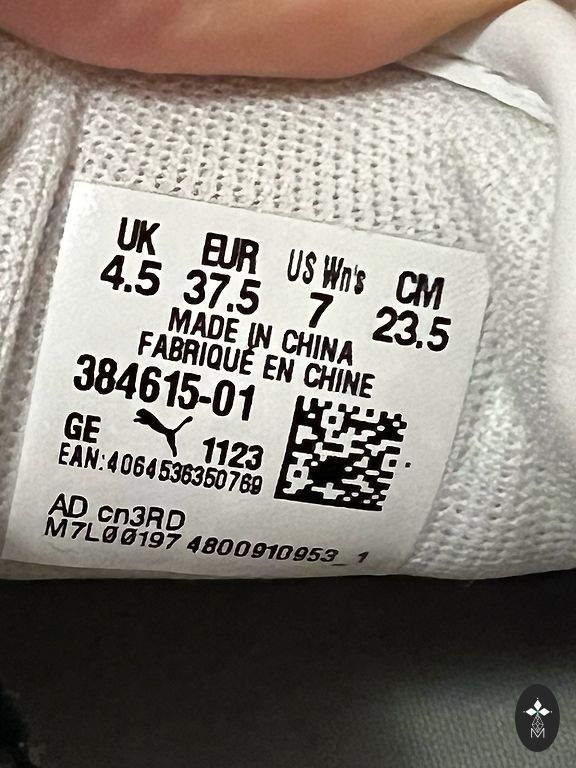 UK EUR US Wn's CM
4.5 37.5 7 23.5
MADE IN CHINA
FABRIQUÉ EN CHINE
384615-01
GE 1123
EAN:4064536350769
AD cn3RD
M7L00197 4800910953_1
M